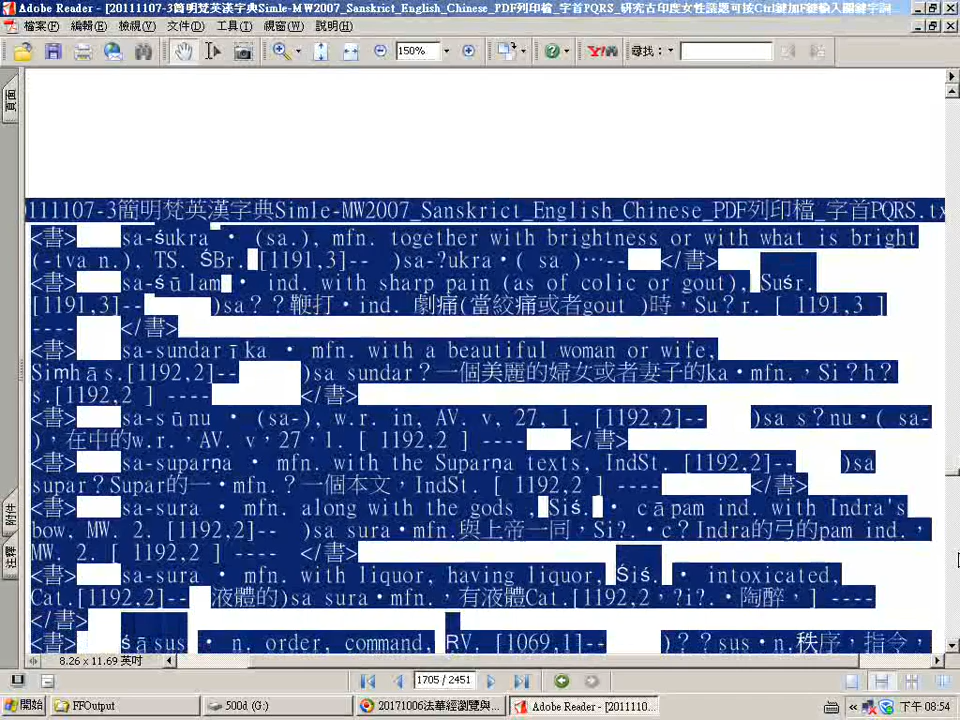 Adobe Reader - [20111107-3簡明梵英漢字典Simle-MW2007_Sanskrict_English_Chinese_PDF列印檔_字首PQRS_研究古印度女性議題可按Ctrl鍵加F鍵輸入關鍵字詞
檔案(F) 編輯(E) 檢視(V) 文件(D) 工具(T) 視窗(W) 說明(H)
150% Y! 尋找:
頁面
111107-3簡明梵英漢字典Simle-MW2007_Sanskrict_English_Chinese_PDF列印檔_字首PQRS.tx
<書> sa-śukra • (sa.), mfn. together with brightness or with what is bright
(-tva n.), TS. ŚBr. [1191,3]-- )sa-?ukra•( sa )…-- </書>
<書> sa-śūlam • ind. with sharp pain (as of colic or gout), Suśr.
[1191,3]-- )sa？？鞭打•ind. 劇痛(當絞痛或者gout )時，Su？r. [ 1191,3 ]
---- </書>
<書> sa-sundarīka • mfn. with a beautiful woman or wife,
Siṃhās.[1192,2]-- )sa sundar？一個美麗的婦女或者妻子的ka•mfn.，Si？h？
s.[1192,2 ] ---- </書>
<書> sa-sūnu • (sa-), w.r. in, AV. v, 27, 1. [1192,2]-- )sa s？nu•( sa-
)，在中的w.r.，AV. v，27，1. [ 1192,2 ] ---- </書>
<書> sa-suparṇa • mfn. with the Suparṇa texts, IndSt. [1192,2]-- )sa
supar？Supar的一•mfn.？一個本文，IndSt. [ 1192,2 ] ---- </書>
<書> sa-sura • mfn. along with the gods , Śiś. • cāpam ind. with Indra's
bow, MW. 2. [1192,2]-- )sa sura•mfn.與上帝一同，Si?.•c？Indra的弓的pam ind.，
MW. 2. [ 1192,2 ] ---- </書>
<書> sa-sura • mfn. with liquor, having liquor, Śiś. • intoxicated,
Cat.[1192,2]-- 液體的)sa sura•mfn.，有液體Cat.[1192,2，?i?.•陶醉，] ----
</書>
<書> śāsus • n. order, command, RV. [1069,1]-- )？？sus•n.秩序，指令，
附件
注釋
8.26 x 11.69 英吋
1705 / 2451
開始 FFOutput 500d (G:) 20171006法華經瀏覽與... Adobe Reader - [2011110... 下午 08:54